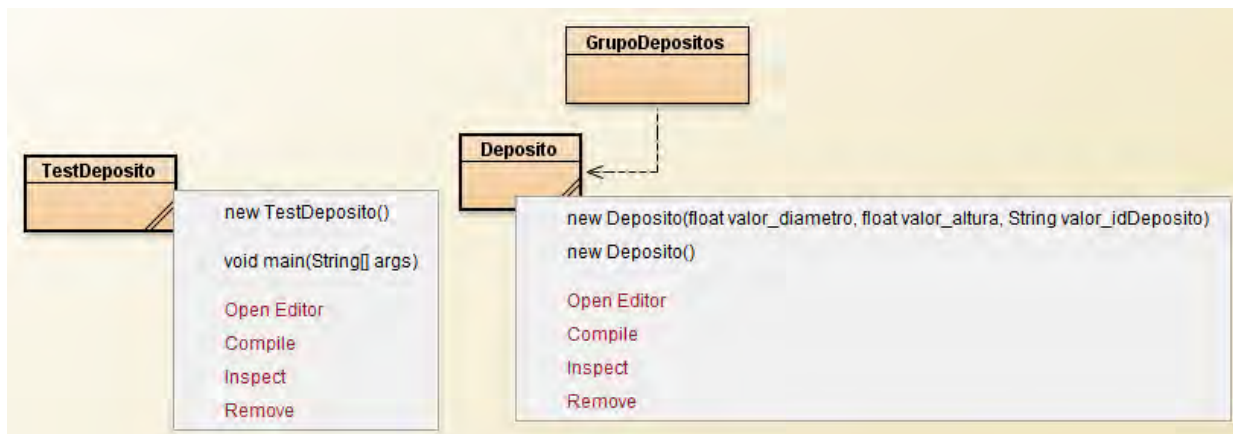 GrupoDepositos
Deposito
TestDeposito
new TestDeposito()
void main(String[] args)
Open Editor
Compile
Inspect
Remove
new Deposito(float valor_diametro, float valor_altura, String valor_idDeposito)
new Deposito()
Open Editor
Compile
Inspect
Remove